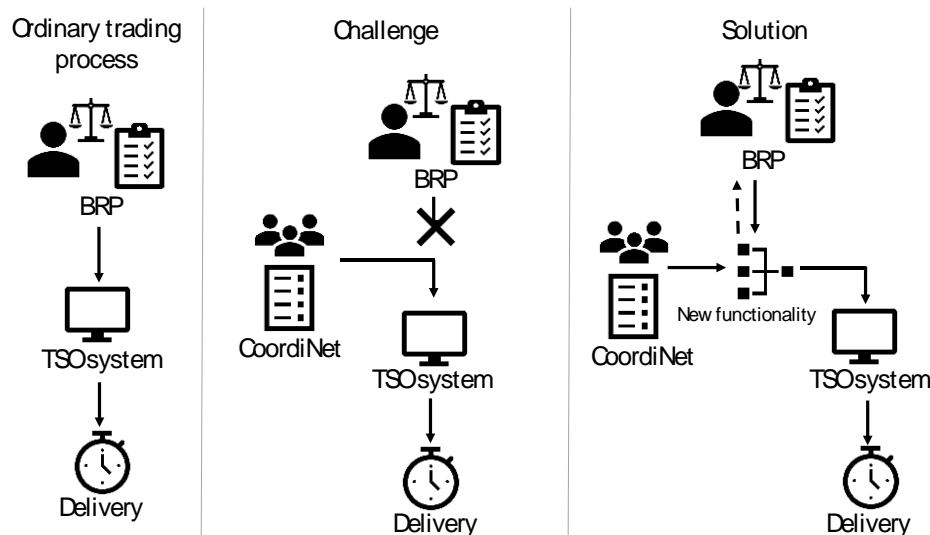 Ordinary trading
process
BRP
TSOsystem
Delivery
Challenge
BRP
CoordiNet
TSOsystem
Delivery
Solution
BRP
New functionality
CoordiNet
TSOsystem
Delivery